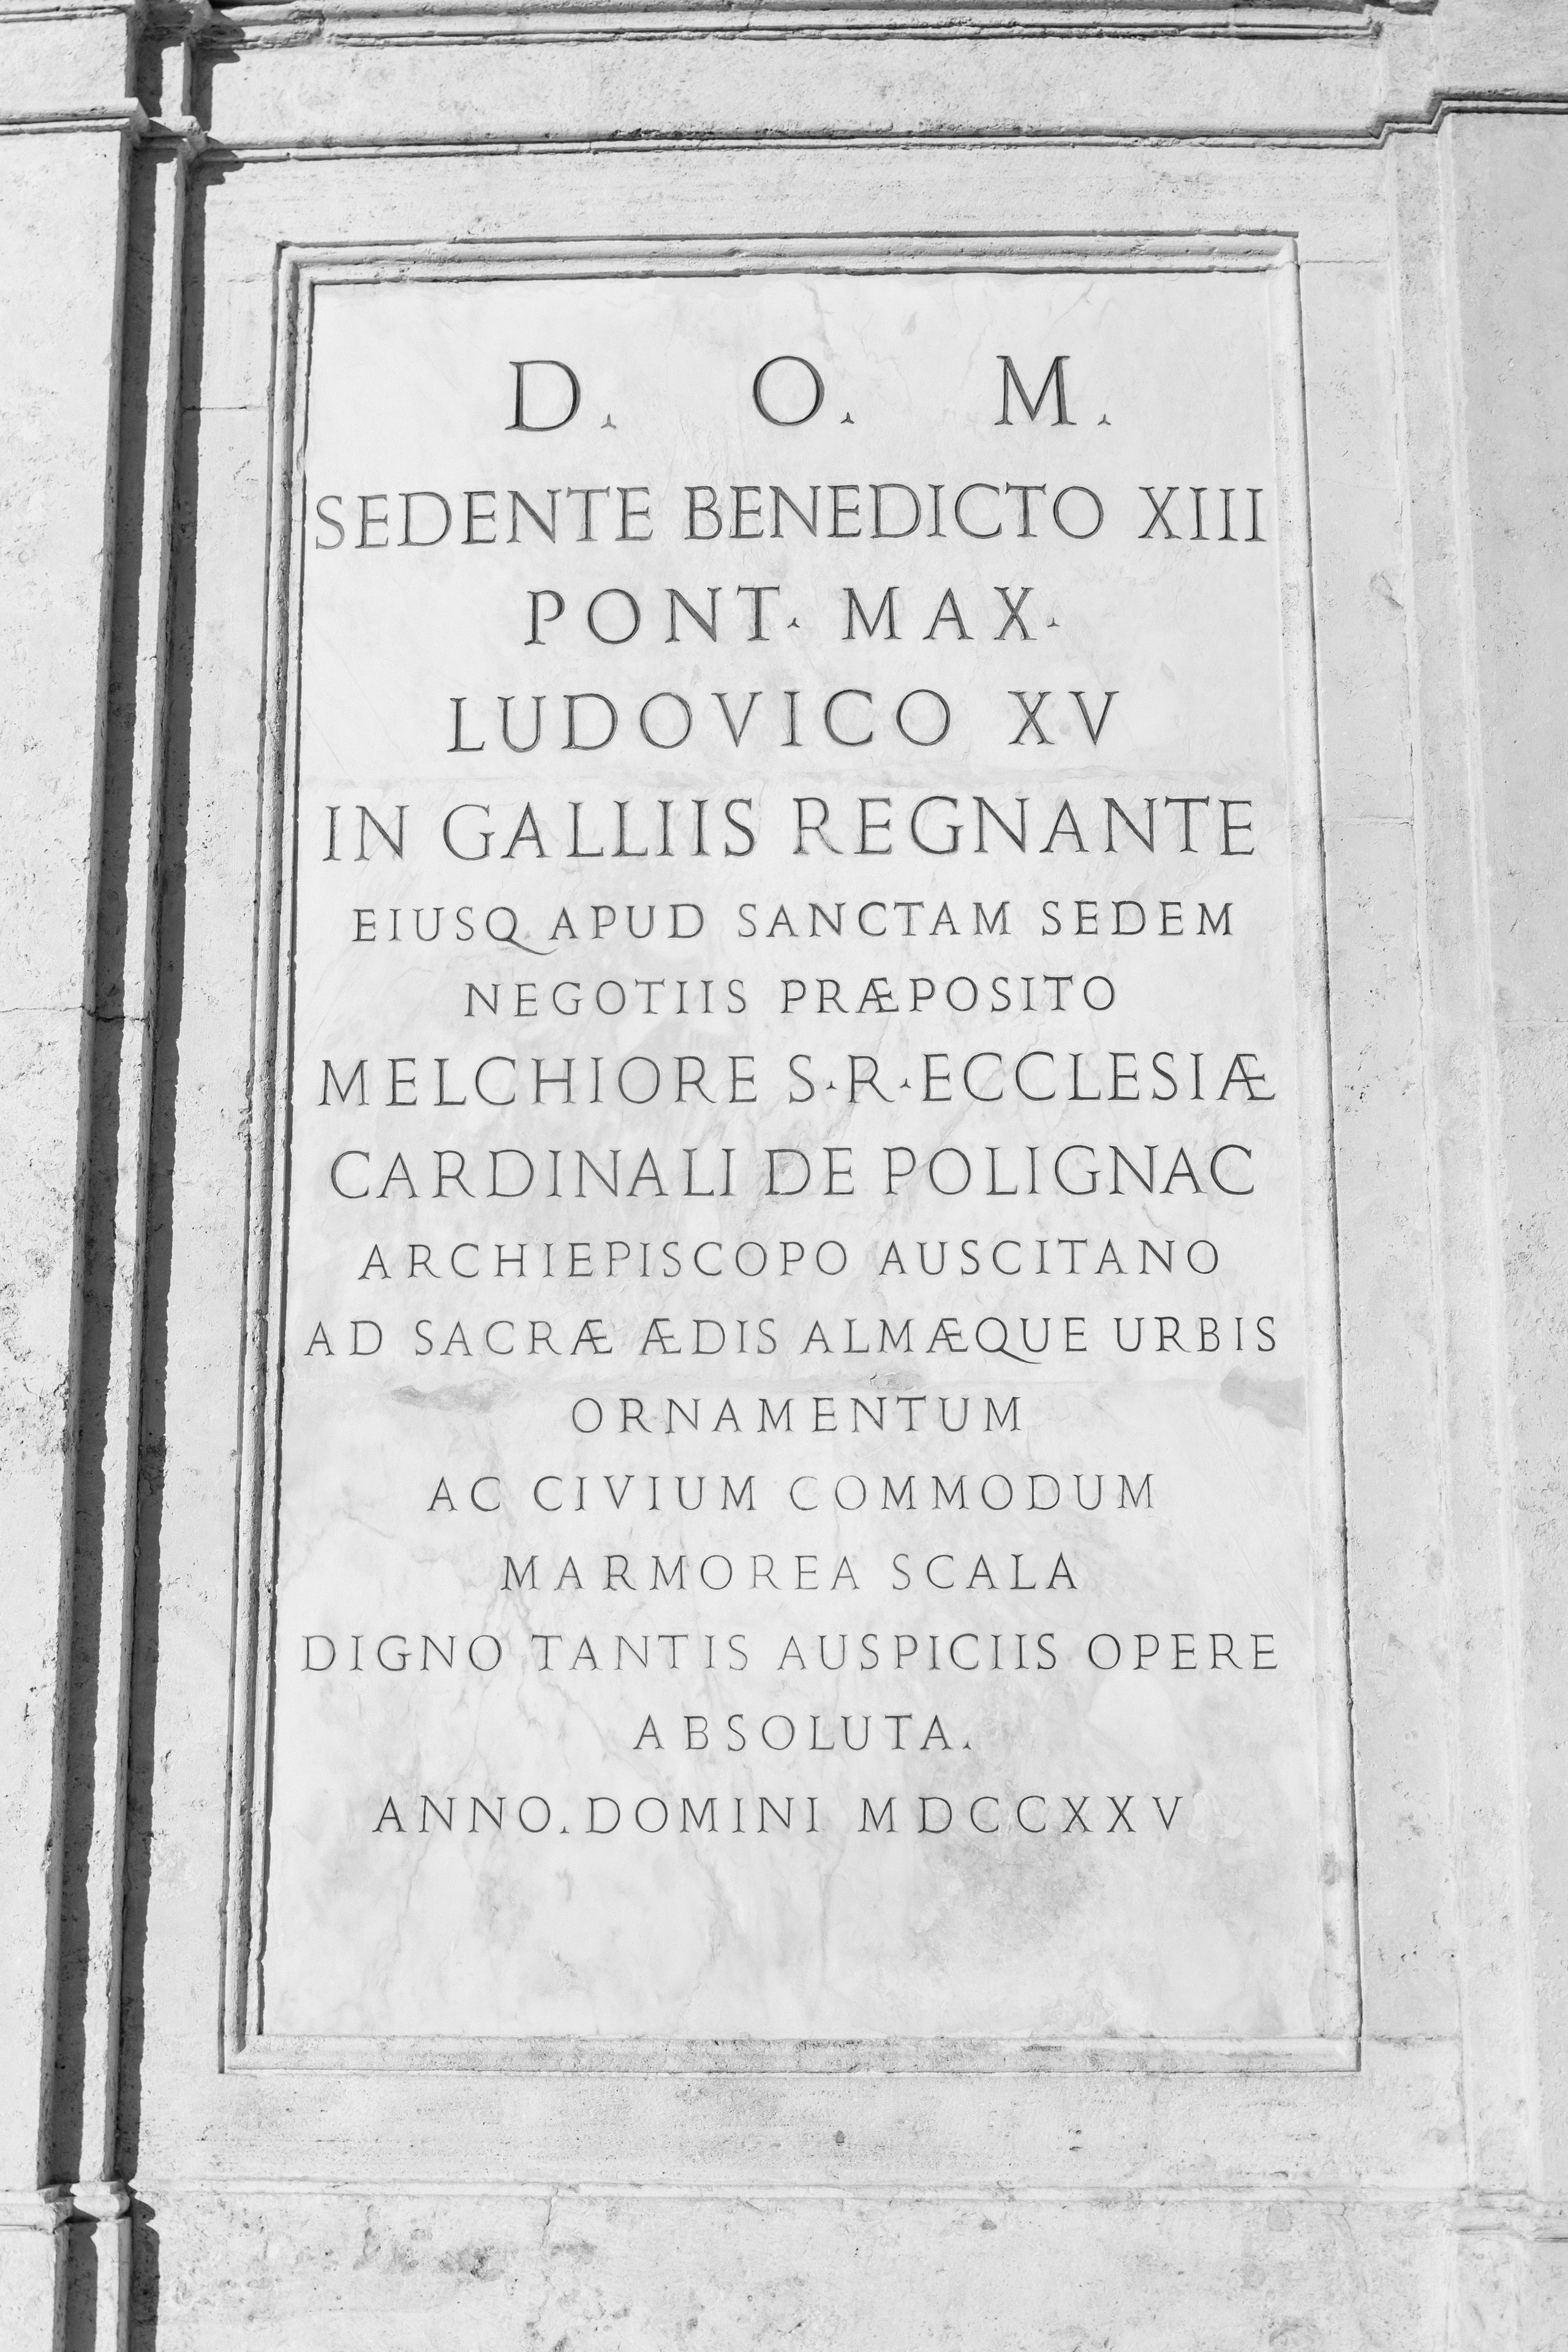 D. O. M.
SEDENTE BENEDICTO XIII
PONT. MAX.
LUDOVICO XV
IN GALLIIS REGNANTE
EIUSQ APUD SANCTAM SEDEM
NEGOTIIS PRÆPOSITO
MELCHIORE S·R·ECCLESIÆ
CARDINALI DE POLIGNAC
ARCHIEPISCOPO AUSCITANO
AD SACRÆ ÆDIS ALMÆQUE URBIS
ORNAMENTUM
AC CIVIUM COMMODUM
MARMOREA SCALA
DIGNO TANTIS AUSPICIIS OPERE
ABSOLUTA.
ANNO.DOMINI MDCCXXV